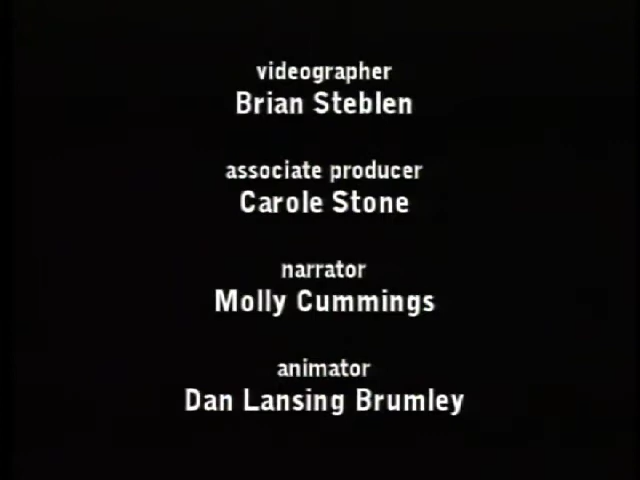 videographer
Brian Steblen
associate producer
Carole Stone
narrator
Molly Cummings
animator
Dan Lansing Brumley